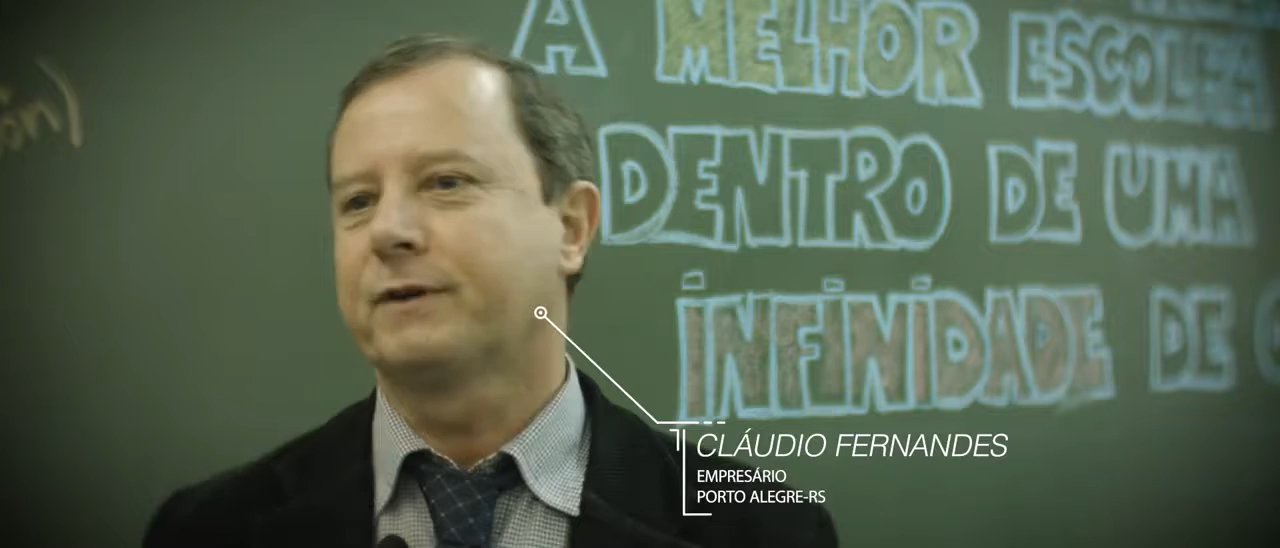 A MELHOR ESCOLHA
DENTRO DE UMA
INFINIDADE DE
CLÁUDIO FERNANDES
EMPRESÁRIO
PORTO ALEGRE-RS